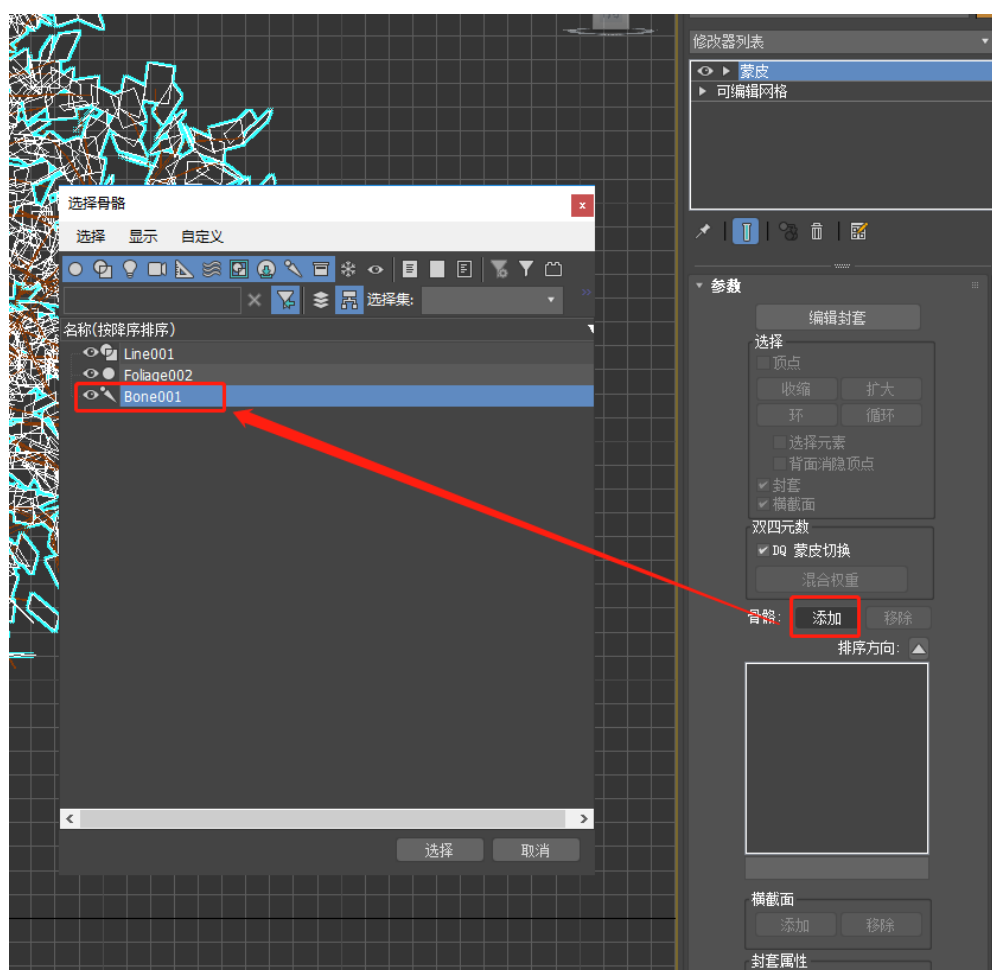 修改器列表
蒙皮
可编辑网格
选择骨骼
x
选择 显示 自定义
选择集:
名称(按降序排序)
Line001
Foliage002
Bone001
选择 取消
参数
编辑封套
选择
顶点
收缩 扩大
环 循环
选择元素
背面消隐顶点
封套
横截面
双四元数
DQ 蒙皮切换
混合权重
骨骼: 添加 移除
排序方向:
横截面
添加 移除
封套属性